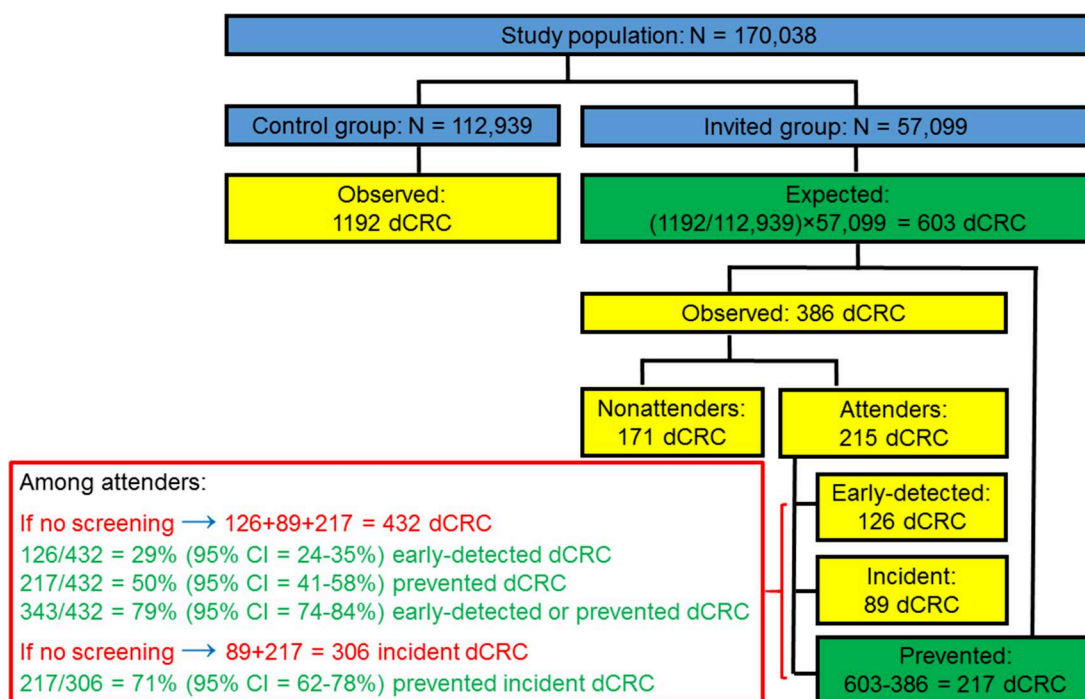 Study population: N = 170,038
Control group: N = 112,939
Invited group: N = 57,099
Observed:
1192 dCRC
Expected:
(1192/112,939)×57,099 = 603 dCRC
Observed: 386 dCRC
Nonattenders:
171 dCRC
Attenders:
215 dCRC
Early-detected:
126 dCRC
Incident:
89 dCRC
Prevented:
603-386 = 217 dCRC
Among attenders:
If no screening → 126+89+217 = 432 dCRC
126/432 = 29% (95% CI = 24-35%) early-detected dCRC
217/432 = 50% (95% CI = 41-58%) prevented dCRC
343/432 = 79% (95% CI = 74-84%) early-detected or prevented dCRC
If no screening → 89+217 = 306 incident dCRC
217/306 = 71% (95% CI = 62-78%) prevented incident dCRC